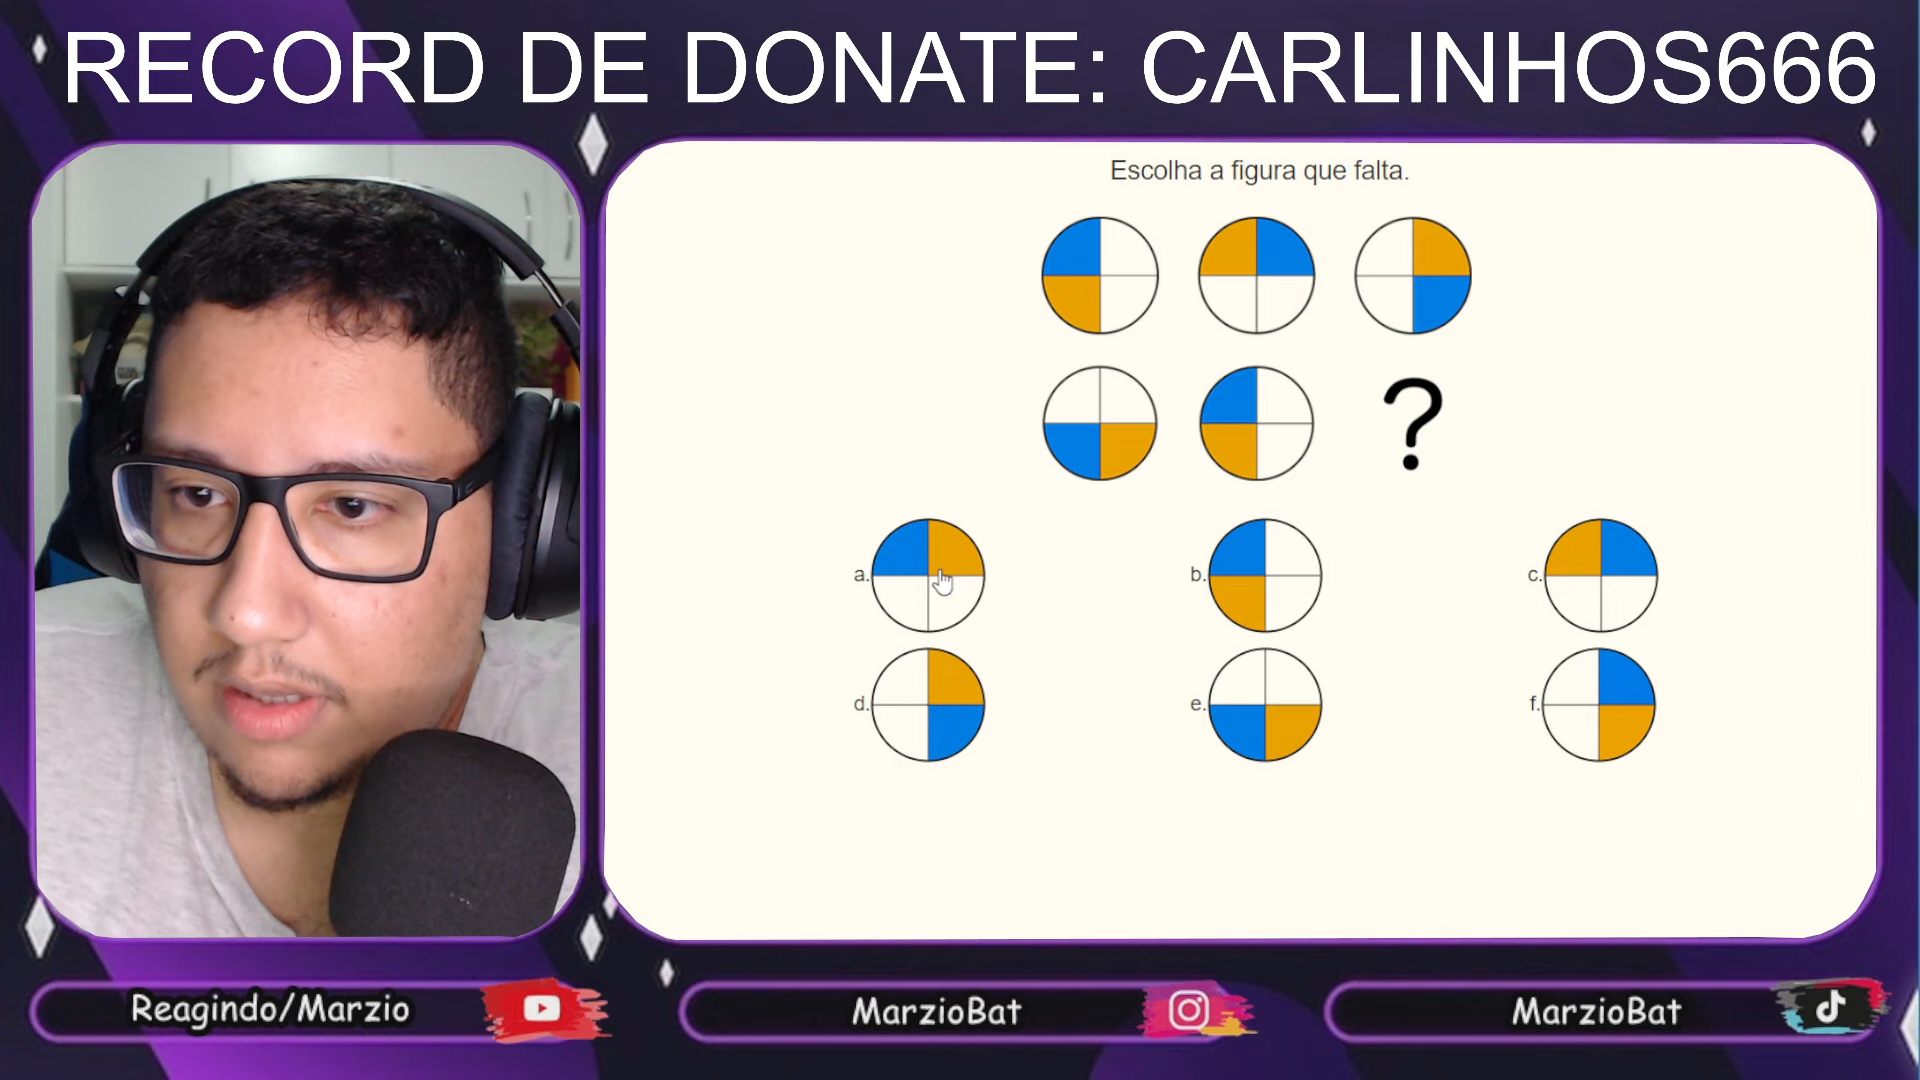 RECORD DE DONATE: CARLINHOS666
Escolha a figura que falta.
?
a.
b.
c.
d.
e.
f.
Reagindo/Marzio
MarzioBat
MarzioBat